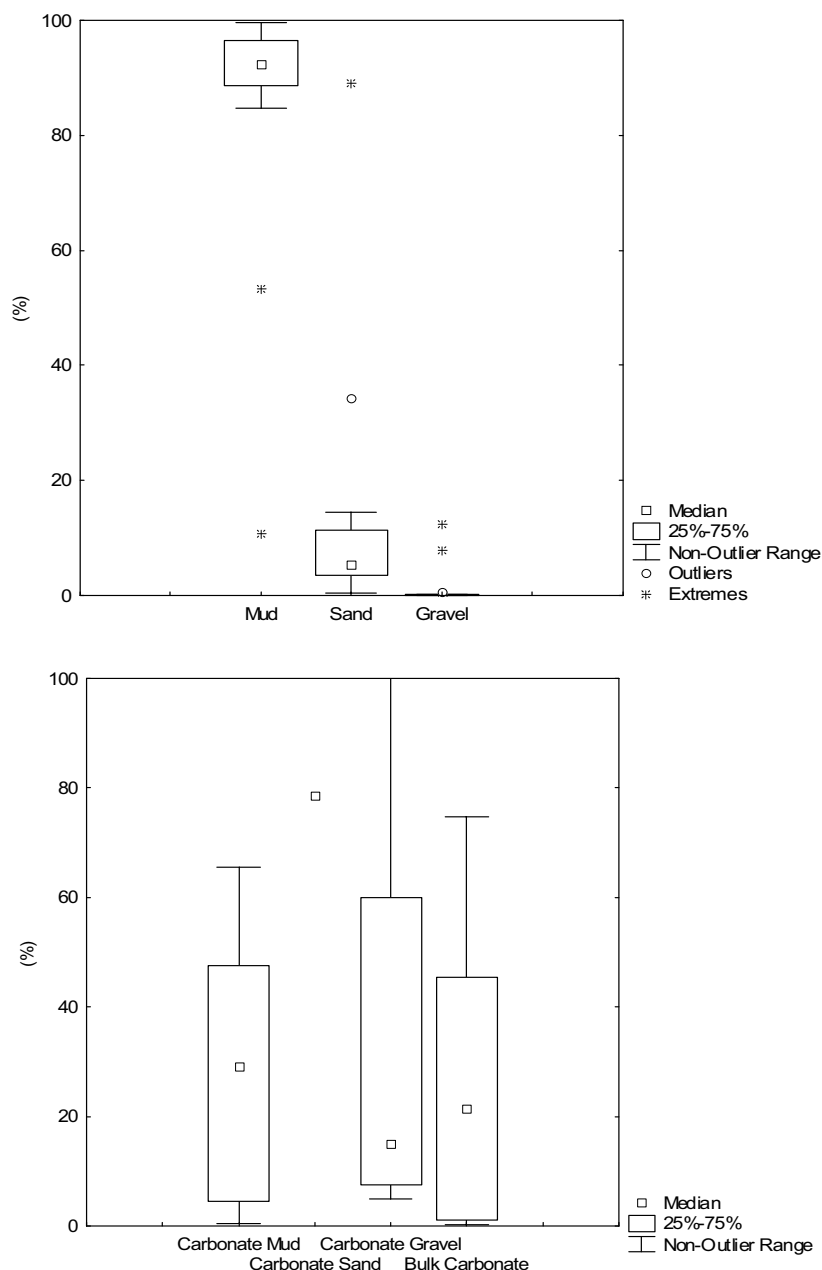 100
80
60
40
20
0
(%)
Mud Sand Gravel
Median
25%-75%
Non-Outlier Range
Outliers
Extremes
100
80
60
40
20
0
(%)
Carbonate Mud Carbonate Gravel
Carbonate Sand Bulk Carbonate
Median
25%-75%
Non-Outlier Range